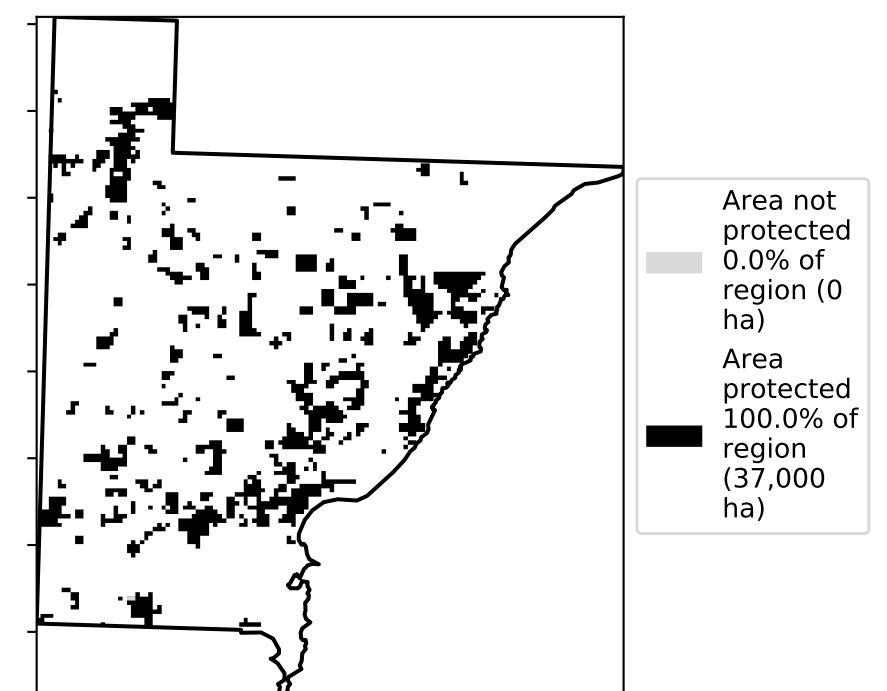 Area not
protected
0.0% of
region (0
ha)
Area
protected
100.0% of
region
(37,000
ha)